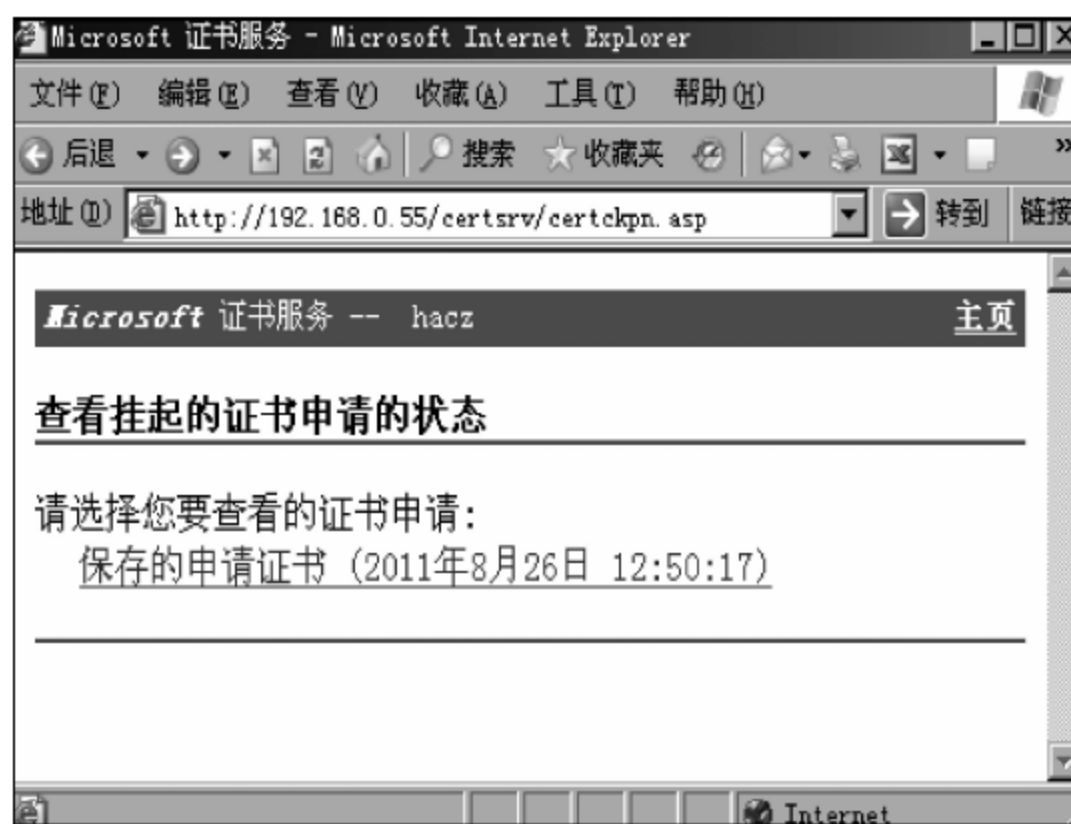 Microsoft 证书服务 - Microsoft Internet Explorer
文件(F) 编辑(E) 查看(V) 收藏(A) 工具(T) 帮助(H)
后退 搜索 收藏夹 »
地址(D) http://192.168.0.55/certsrv/certckpn.asp 转到 链接
Microsoft 证书服务 -- hacz 主页
查看挂起的证书申请的状态
请选择您要查看的证书申请:
保存的申请证书 (2011年8月26日 12:50:17)
Internet